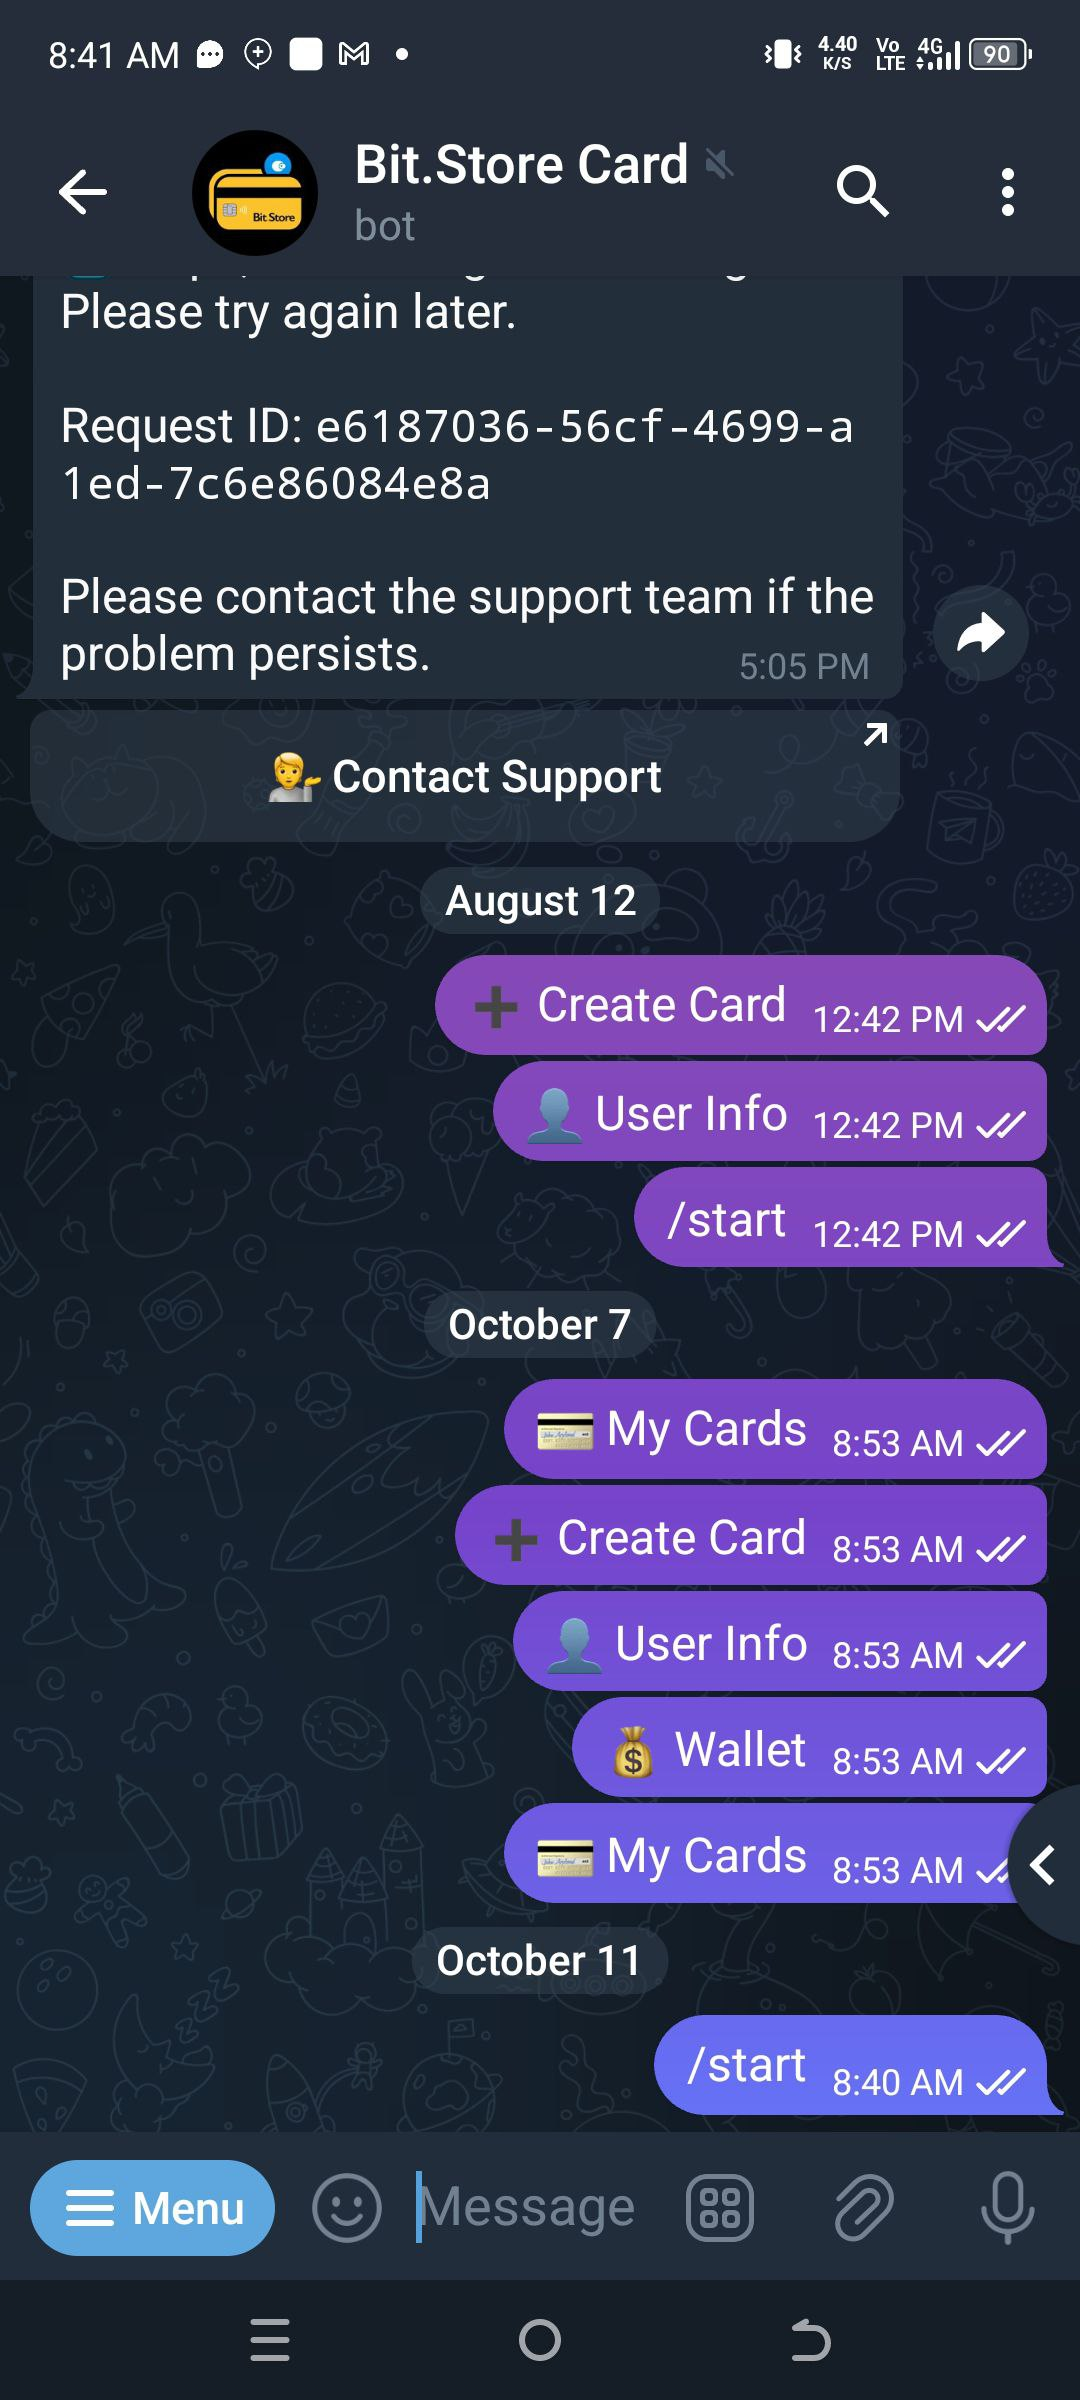 8:41 AM 4.40 K/S Vo LTE 4G 90
Bit.Store Card
bot
Bit Store
Please try again later.
Request ID: e6187036-56cf-4699-a
1ed-7c6e86084e8a
Please contact the support team if the
problem persists.
5:05 PM
Contact Support
August 12
Create Card 12:42 PM
User Info 12:42 PM
/start 12:42 PM
October 7
My Cards 8:53 AM
Create Card 8:53 AM
User Info 8:53 AM
Wallet 8:53 AM
My Cards 8:53 AM
October 11
/start 8:40 AM
Menu Message